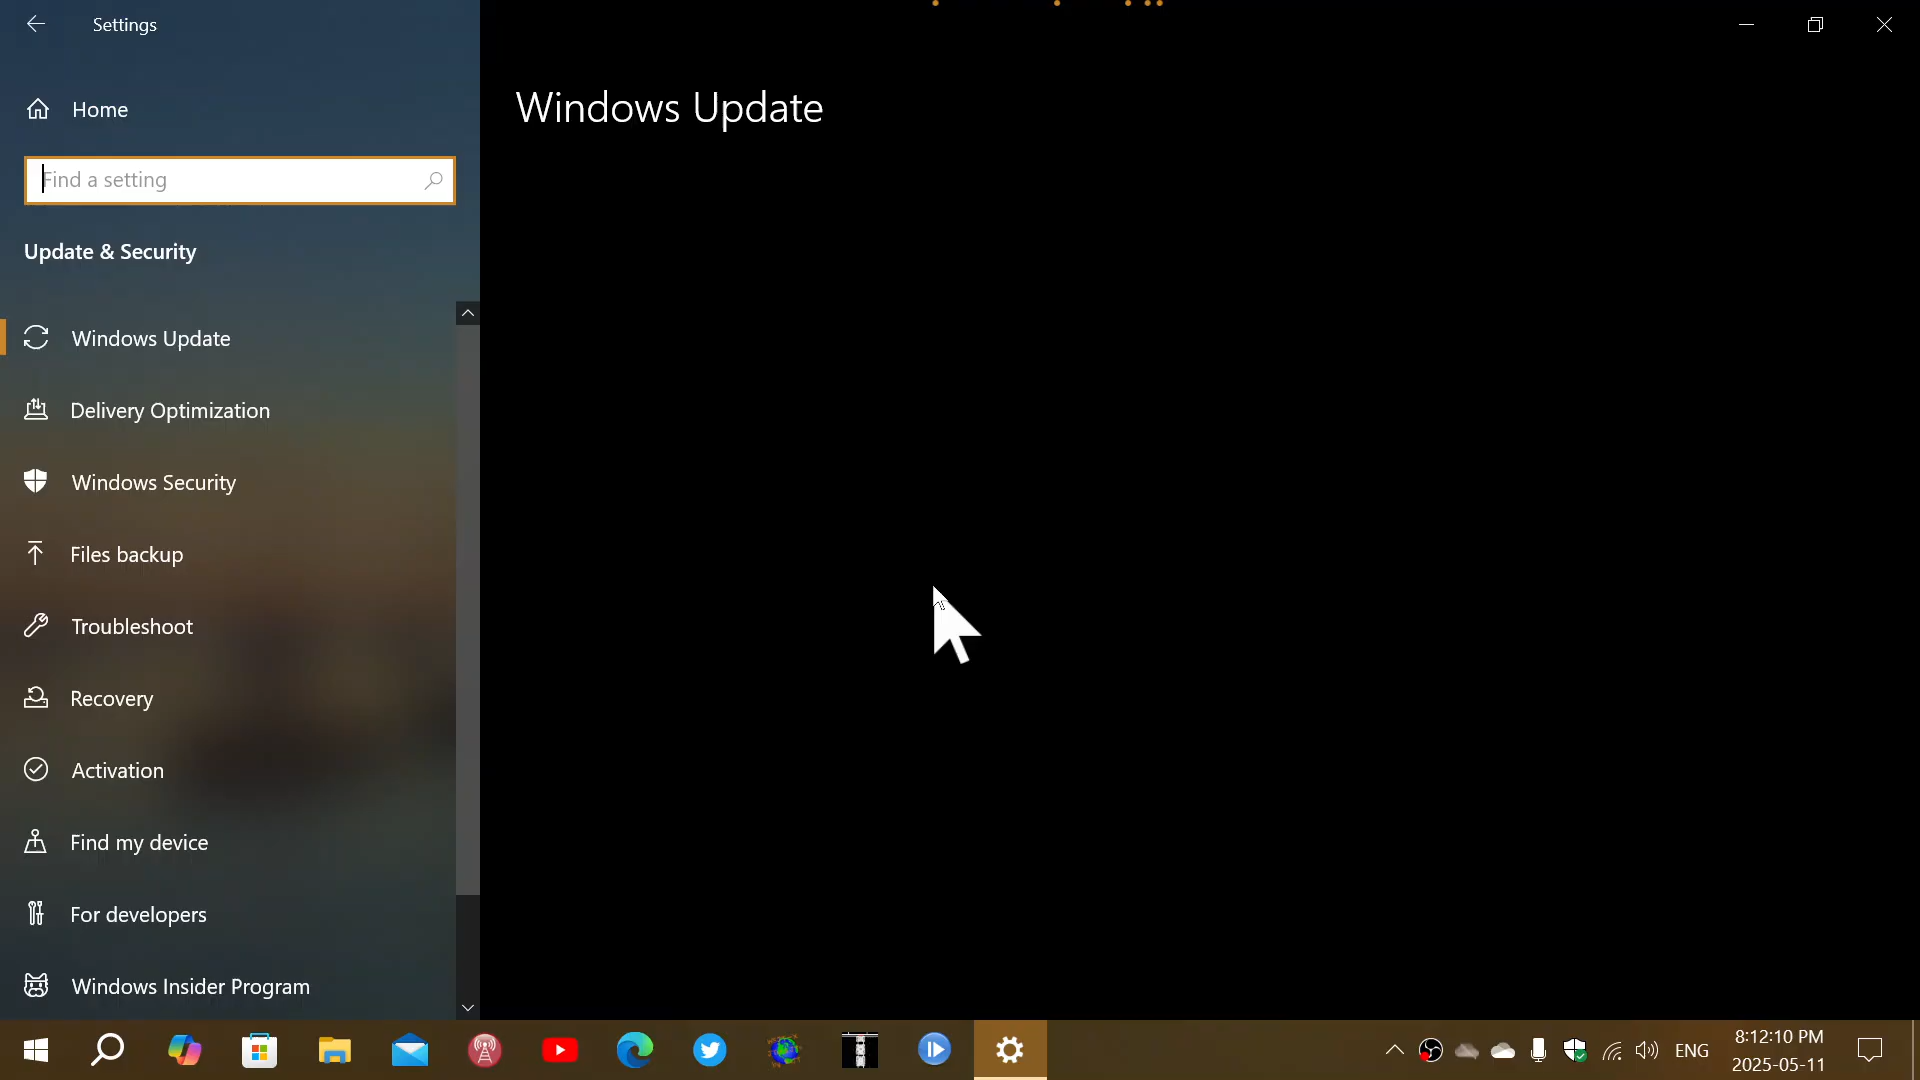 Settings
Home
Find a setting
Update & Security
Windows Update
Delivery Optimization
Windows Security
Files backup
Troubleshoot
Recovery
Activation
Find my device
For developers
Windows Insider Program
Windows Update
ENG
8:12:10 PM
2025-05-11